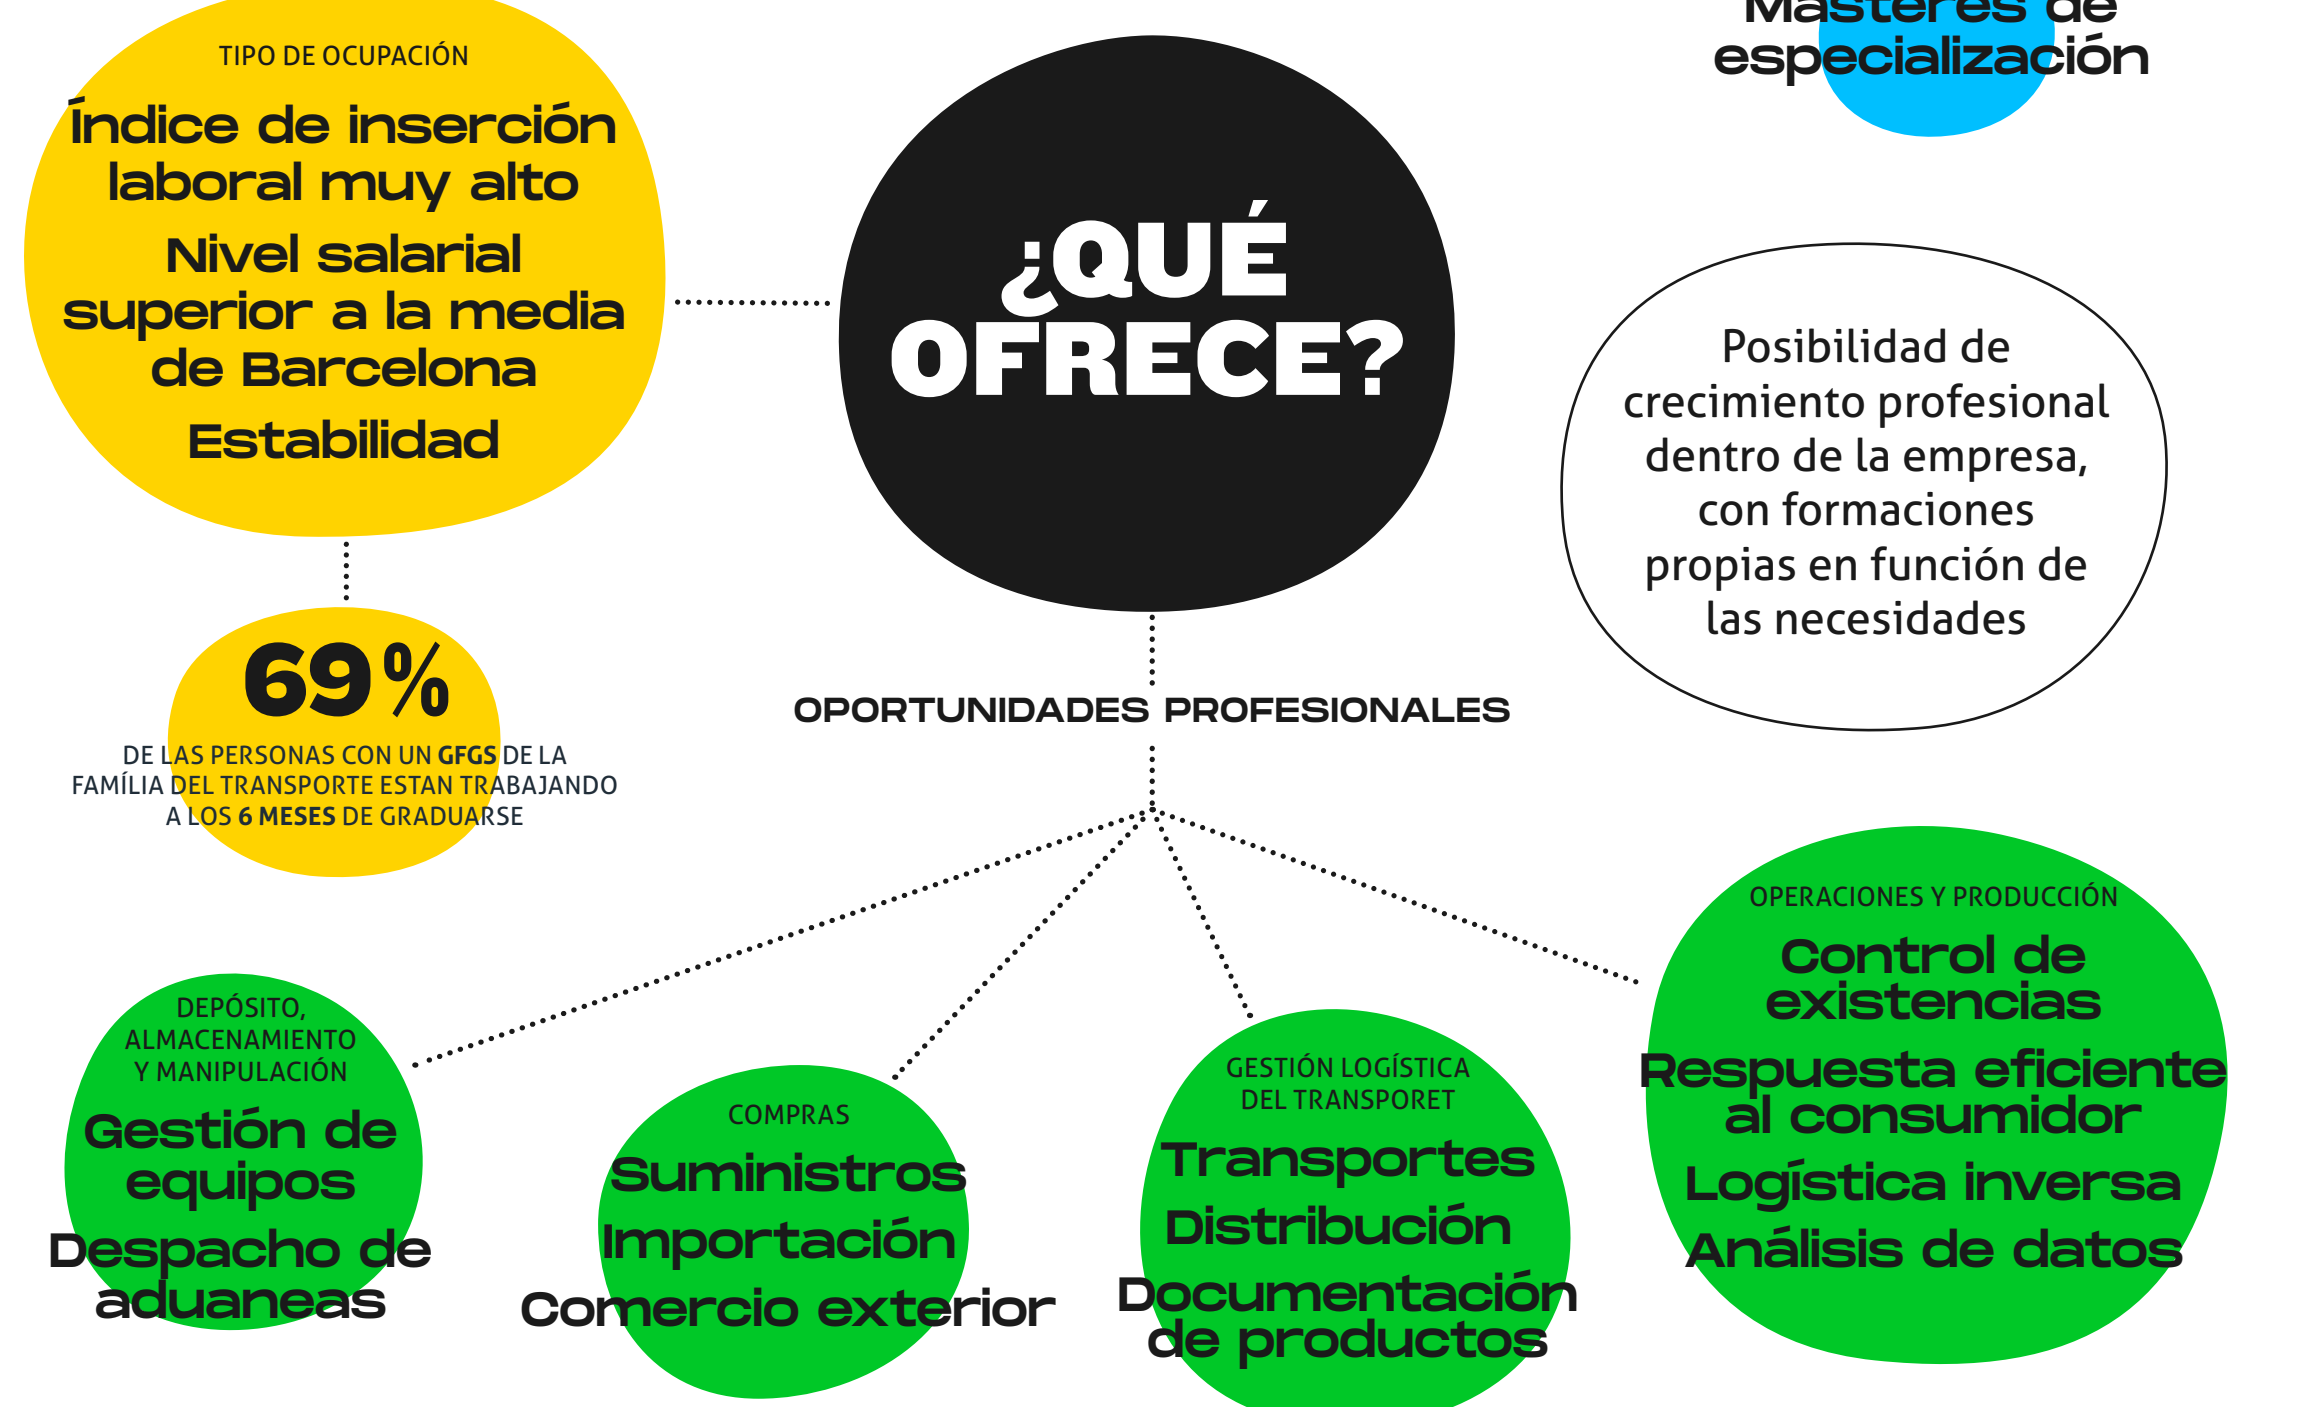 TIPO DE OCUPACIÓN
Índice de inserción
laboral muy alto
Nivel salarial
superior a la media
de Barcelona
Estabilidad
69%
DE LAS PERSONAS CON UN GFGS DE LA
FAMÍLIA DEL TRANSPORTE ESTAN TRABAJANDO
A LOS 6 MESES DE GRADUARSE
¿QUÉ
OFRECE?
Másteres de
especialización
Posibilidad de
crecimiento profesional
dentro de la empresa,
con formaciones
propias en función de
las necesidades
OPORTUNIDADES PROFESIONALES
DEPÓSITO,
ALMACENAMIENTO
Y MANIPULACIÓN
Gestión de
equipos
Despacho de
aduaneas
COMPRAS
Suministros
Importación
Comercio exterior
GESTIÓN LOGÍSTICA
DEL TRANSPORET
Transportes
Distribución
Documentación
de productos
OPERACIONES Y PRODUCCIÓN
Control de
existencias
Respuesta eficiente
al consumidor
Logística inversa
Análisis de datos